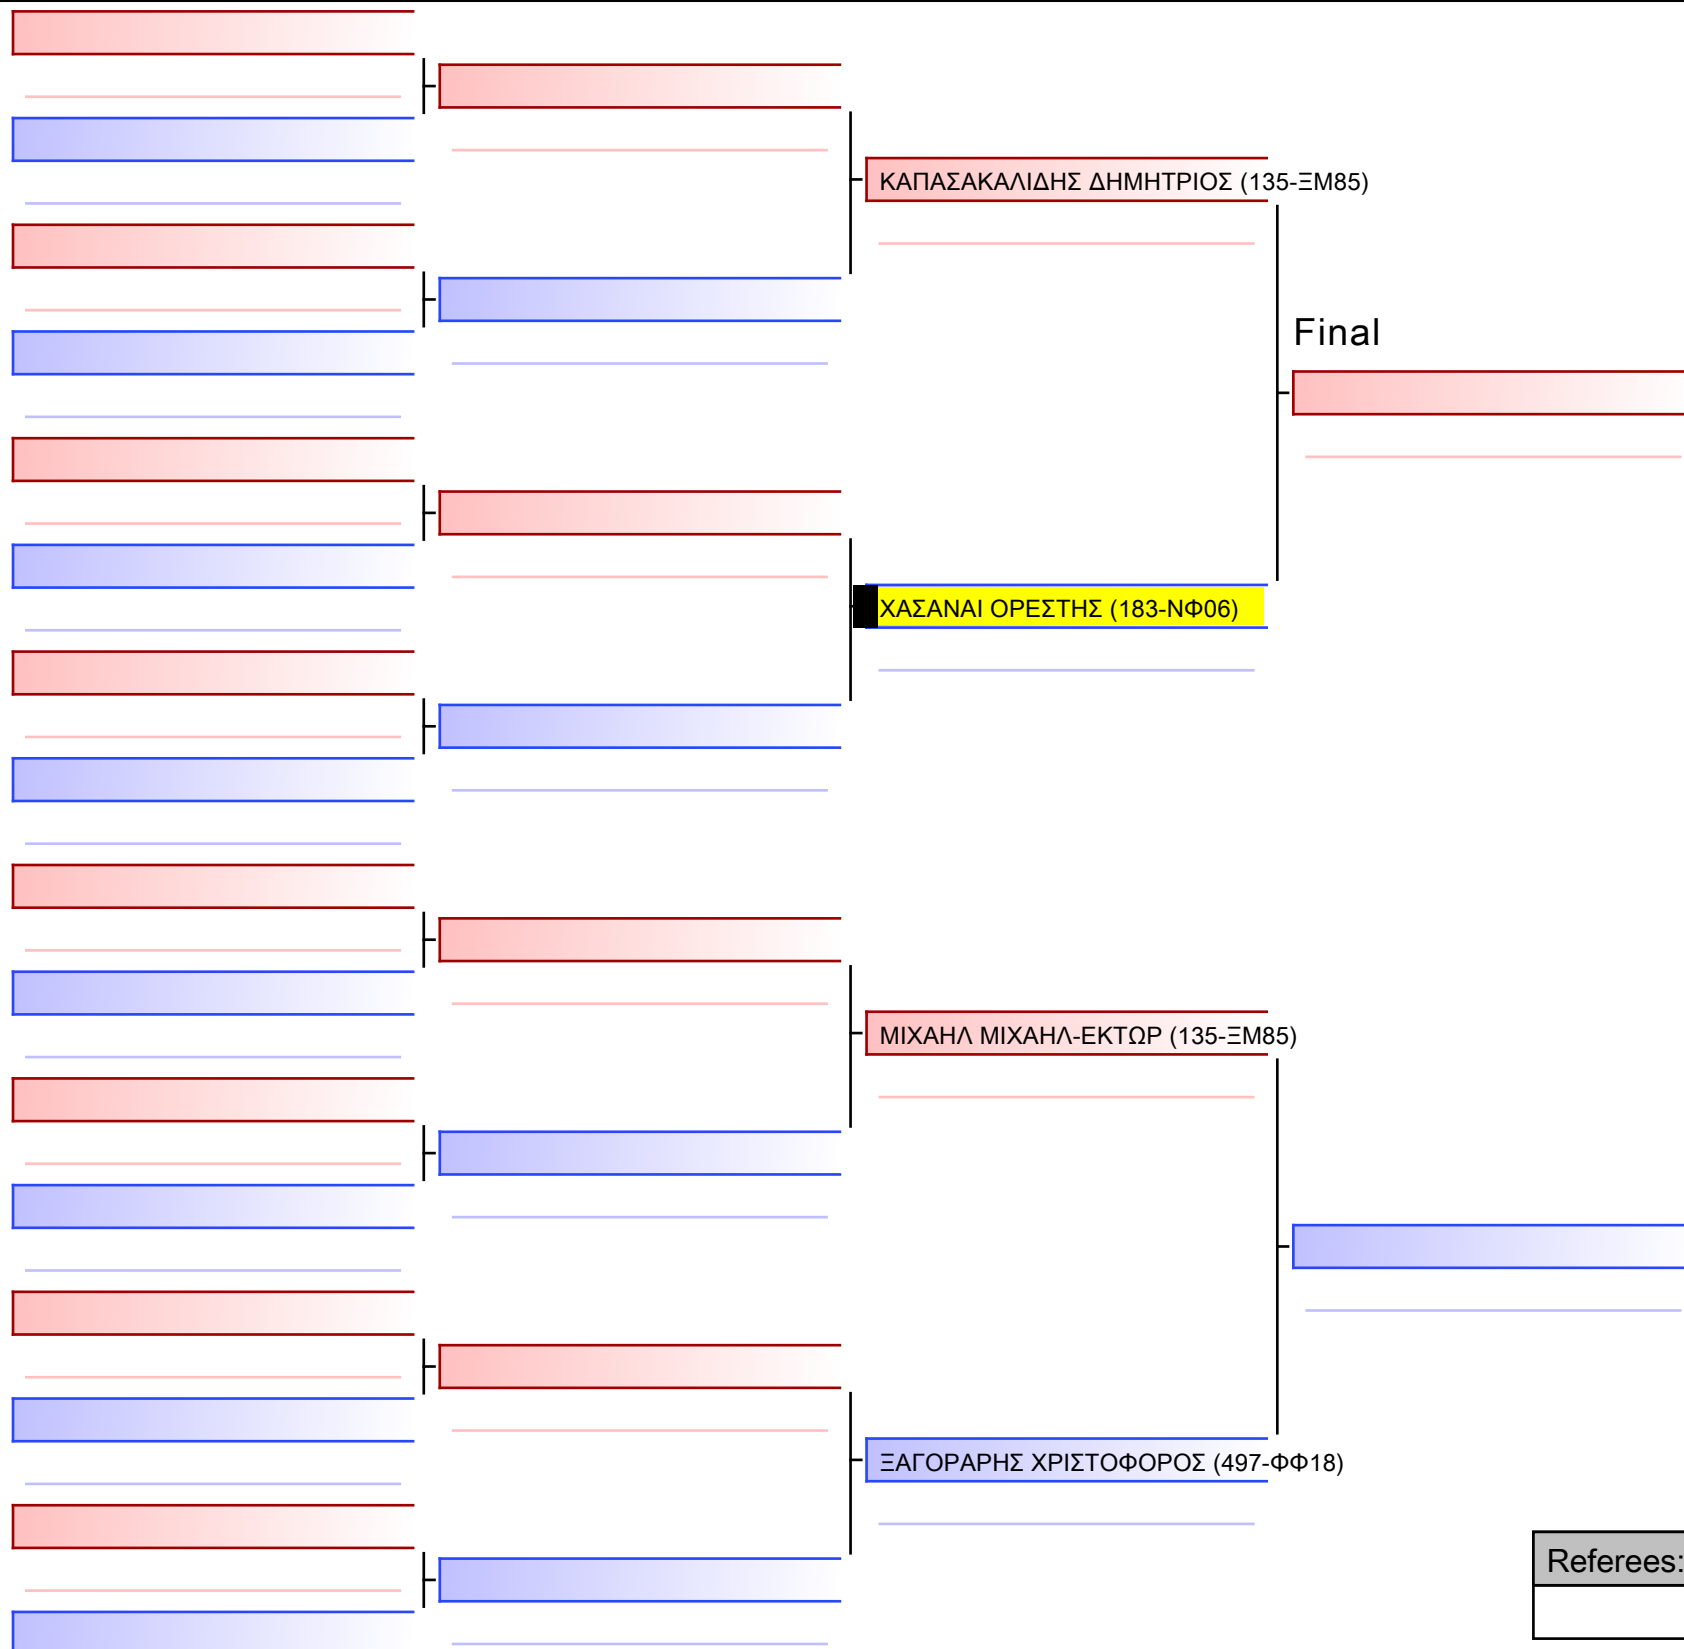 ΚΑΠΑΣΑΚΑΛΙΔΗΣ ΔΗΜΗΤΡΙΟΣ (135-ΞΜ85)
Final
ΧΑΣΑΝΑΙ ΟΡΕΣΤΗΣ (183-ΝΦ06)
ΜΙΧΑΗΛ ΜΙΧΑΗΛ-ΕΚΤΩΡ (135-ΞΜ85)
ΞΑΓΟΡΑΡΗΣ ΧΡΙΣΤΟΦΟΡΟΣ (497-ΦΦ18)
Referees: